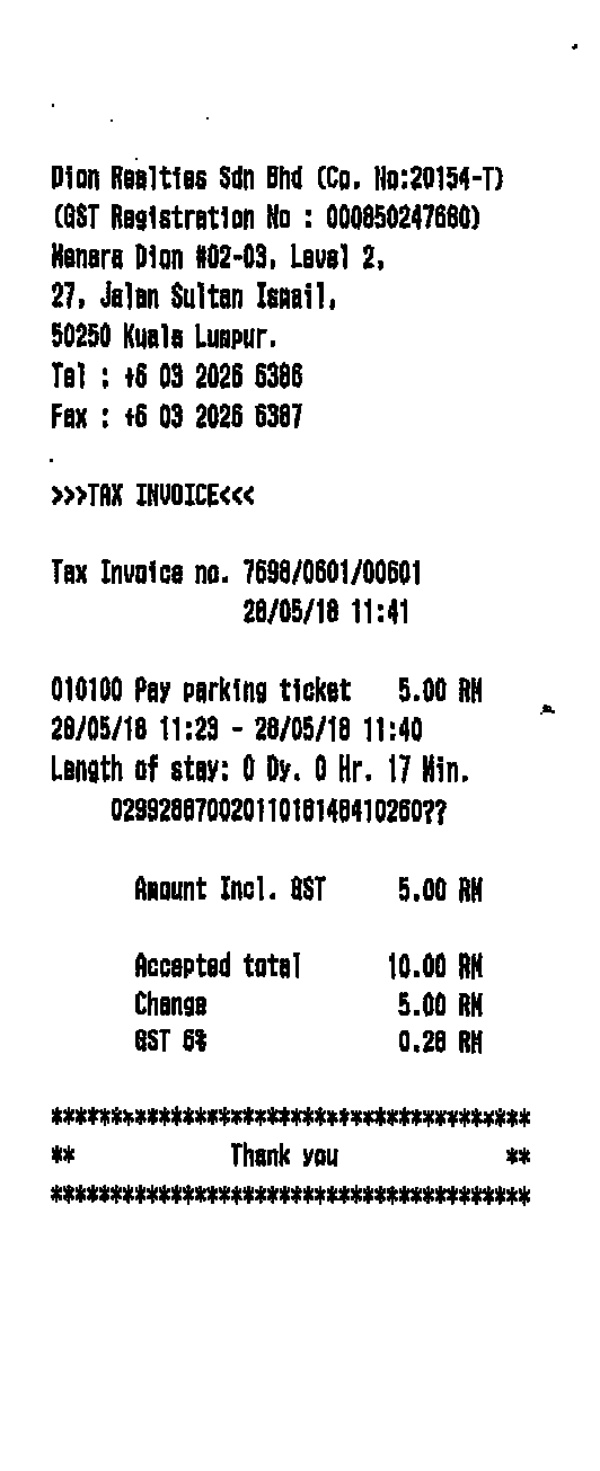 Dion Realties Sdn Bhd (Co. No:20154-T)
(GST Registration No : 000850247680)
Menara Dion #02-03, Level 2,
27, Jalan Sultan Ismail,
50250 Kuala Lumpur.
Tel : +6 03 2026 6386
Fax : +6 03 2026 6387
>>>TAX INVOICE<<<
Tax Invoice no. 7698/0601/00601
28/05/18 11:41
010100 Pay parking ticket 5.00 RM
28/05/18 11:23 - 28/05/18 11:40
Length of stay: 0 Dy. 0 Hr. 17 Min.
Amount Incl. GST 5.00 RM
Accepted total 10.00 RM
Change 5.00 RM
GST 6% 0.28 RM
****************************************
** Thank you **
****************************************